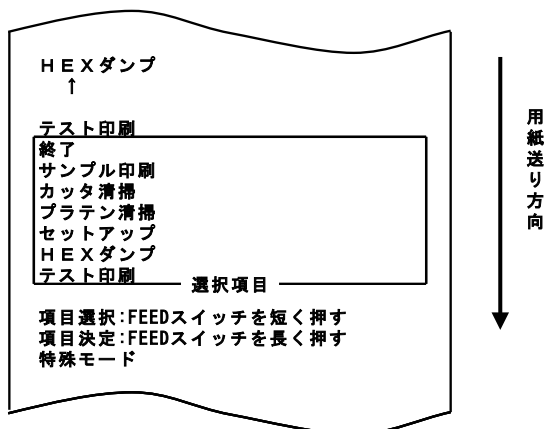 ＨＥＸダンプ
↑
テスト印刷
終了
サンプル印刷
カッタ清掃
プラテン清掃
セットアップ
ＨＥＸダンプ
テスト印刷
選択項目
項目選択:FEEDスイッチを短く押す
項目決定:FEEDスイッチを長く押す
特殊モード
用紙送り方向